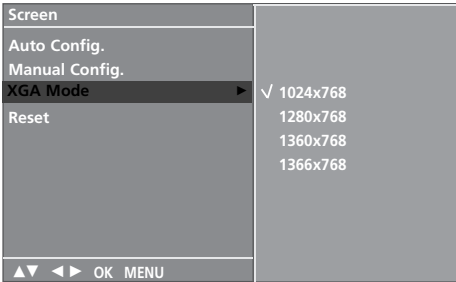 Screen
Auto Config.
Manual Config.
XGA Mode ►
Reset
√ 1024x768
1280x768
1360x768
1366x768
▲▼ ◄► OK MENU